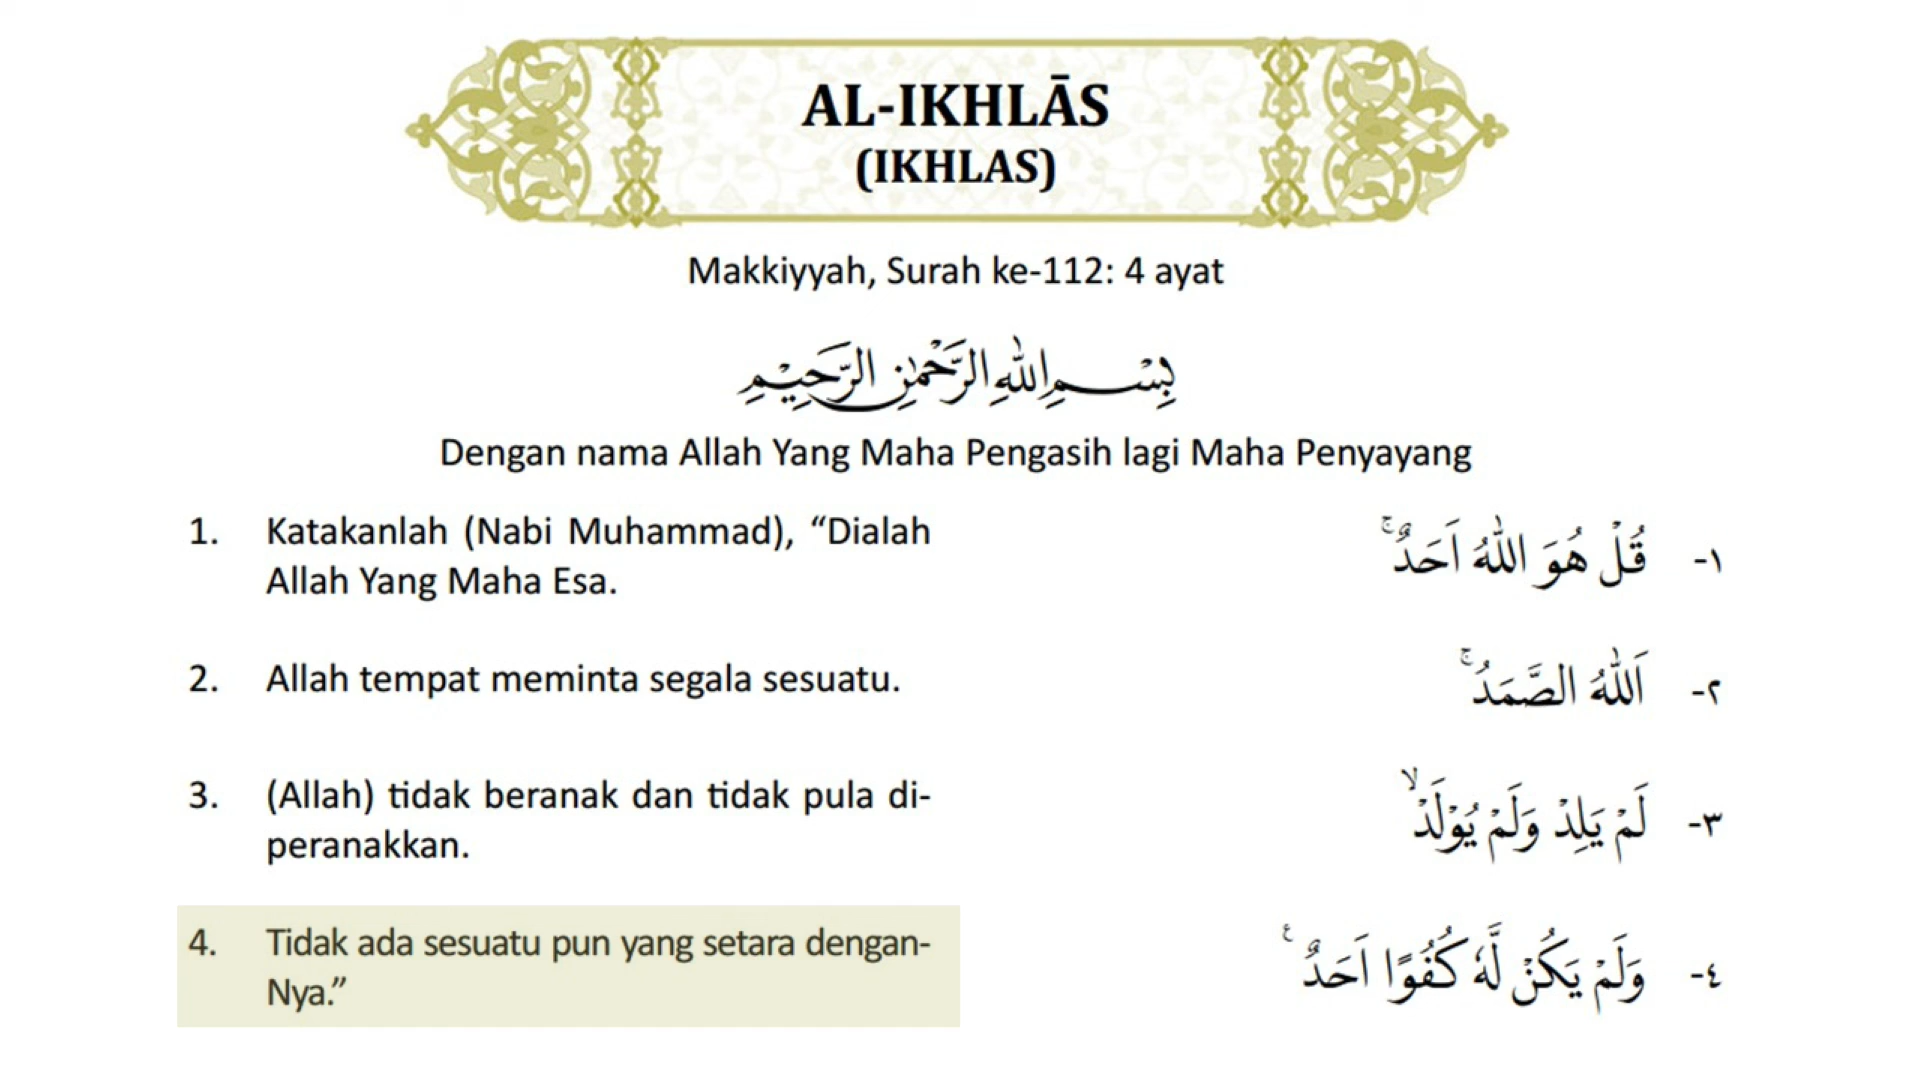 AL-IKHLĀS
(IKHLAS)
Makkiyyah, Surah ke-112: 4 ayat
بِسْمِ اللّٰهِ الرَّحْمٰنِ الرَّحِيْمِ
Dengan nama Allah Yang Maha Pengasih lagi Maha Penyayang
1. Katakanlah (Nabi Muhammad), “Dialah
Allah Yang Maha Esa.
١- قُلْ هُوَ اللّٰهُ اَحَدٌۚ
2. Allah tempat meminta segala sesuatu.
٢- اَللّٰهُ الصَّمَدُۚ
3. (Allah) tidak beranak dan tidak pula di-
peranakkan.
٣- لَمْ يَلِدْ وَلَمْ يُوْلَدْۙ
4. Tidak ada sesuatu pun yang setara dengan-
Nya.”
٤- وَلَمْ يَكُنْ لَّهٗ كُفُوًا اَحَدٌ ࣖ